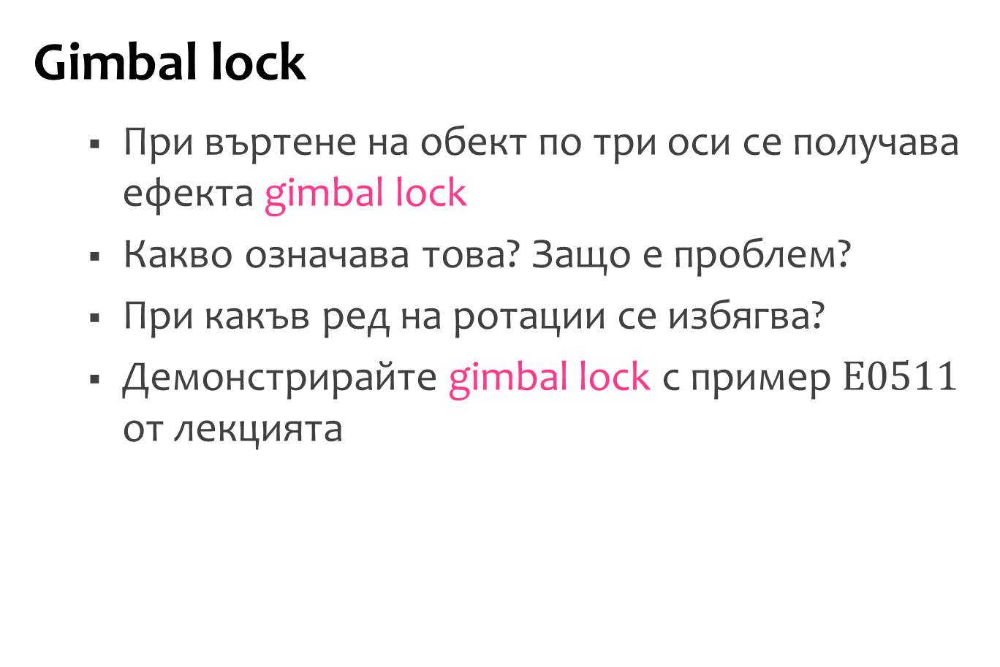 Gimbal lock
▪ При въртене на обект по три оси се получава
ефекта gimbal lock
▪ Какво означава това? Защо е проблем?
▪ При какъв ред на ротации се избягва?
▪ Демонстрирайте gimbal lock с пример E0511
от лекцията